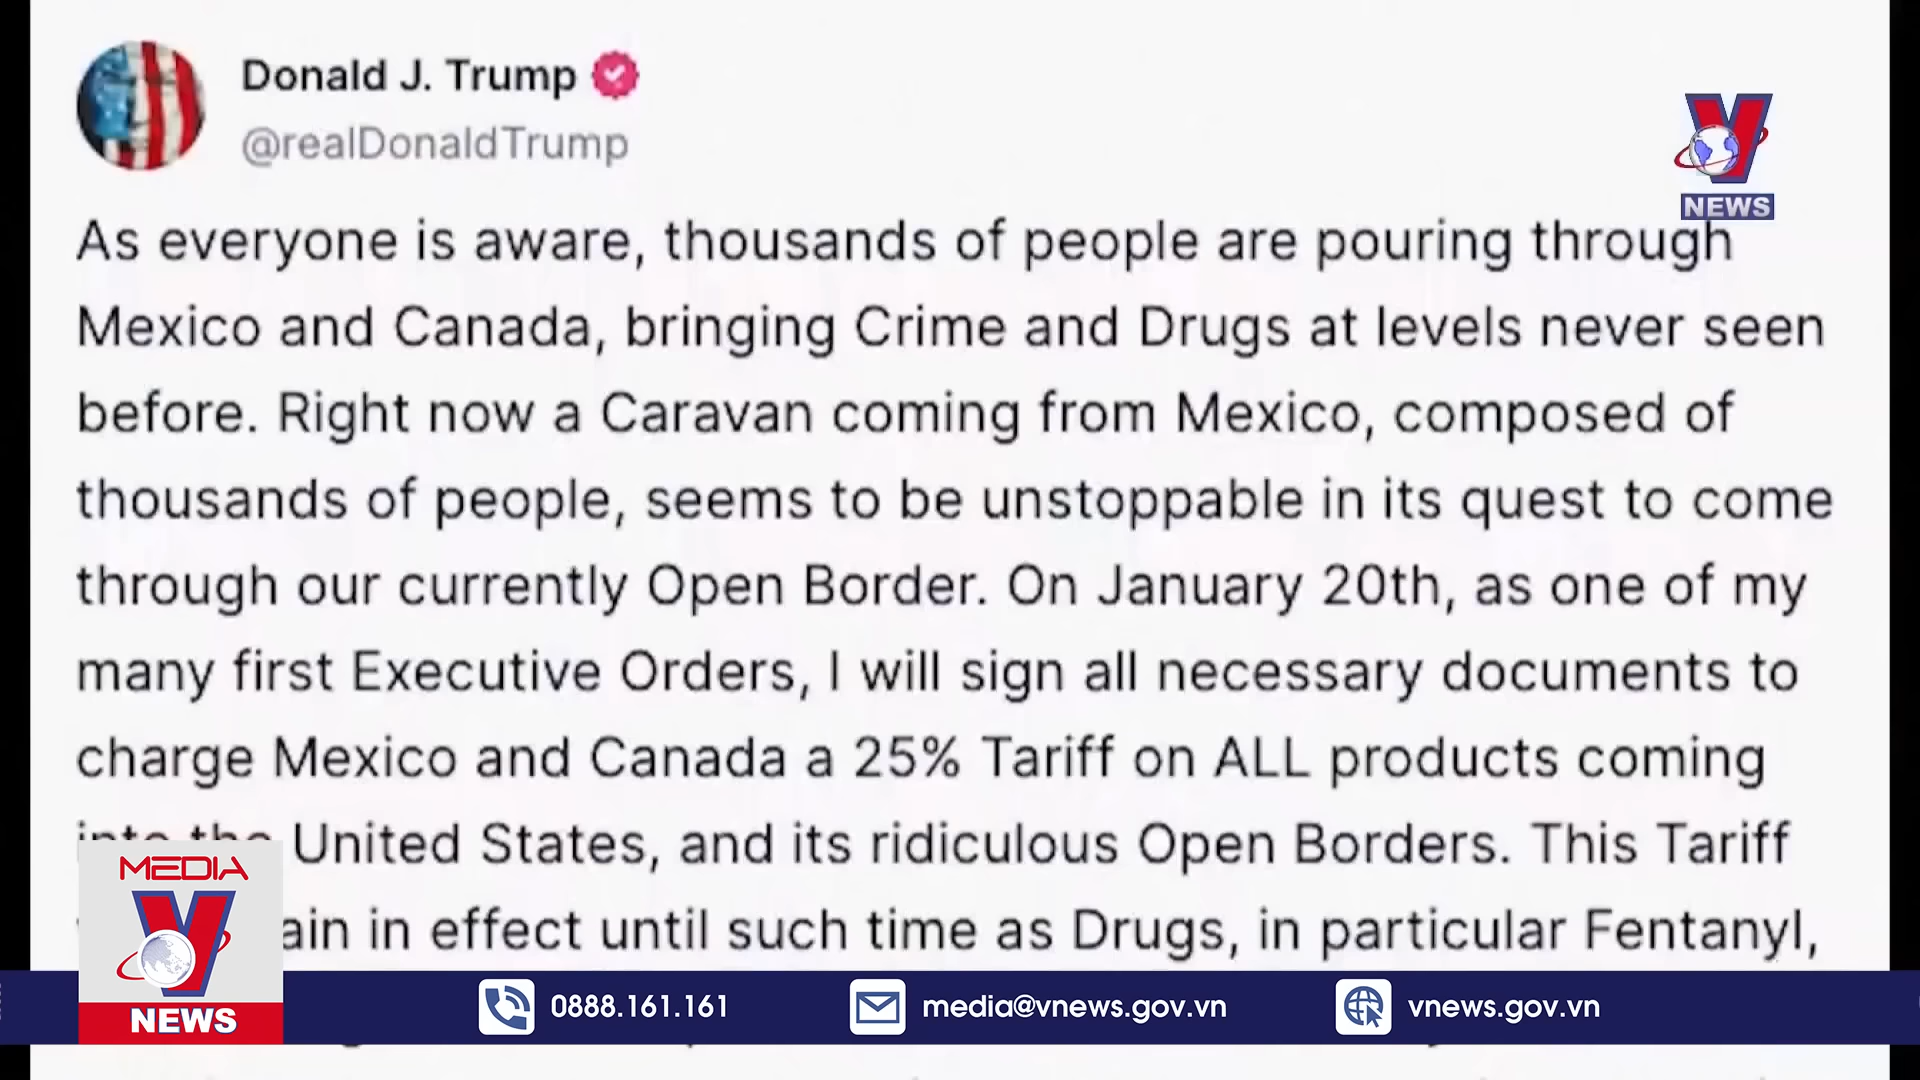 Donald J. Trump
@realDonaldTrump
NEWS
As everyone is aware, thousands of people are pouring through
Mexico and Canada, bringing Crime and Drugs at levels never seen
before. Right now a Caravan coming from Mexico, composed of
thousands of people, seems to be unstoppable in its quest to come
through our currently Open Border. On January 20th, as one of my
many first Executive Orders, I will sign all necessary documents to
charge Mexico and Canada a 25% Tariff on ALL products coming
into the United States, and its ridiculous Open Borders. This Tariff
in effect until such time as Drugs, in particular Fentanyl,
MEDIA
NEWS
0888.161.161
media@vnews.gov.vn
vnews.gov.vn